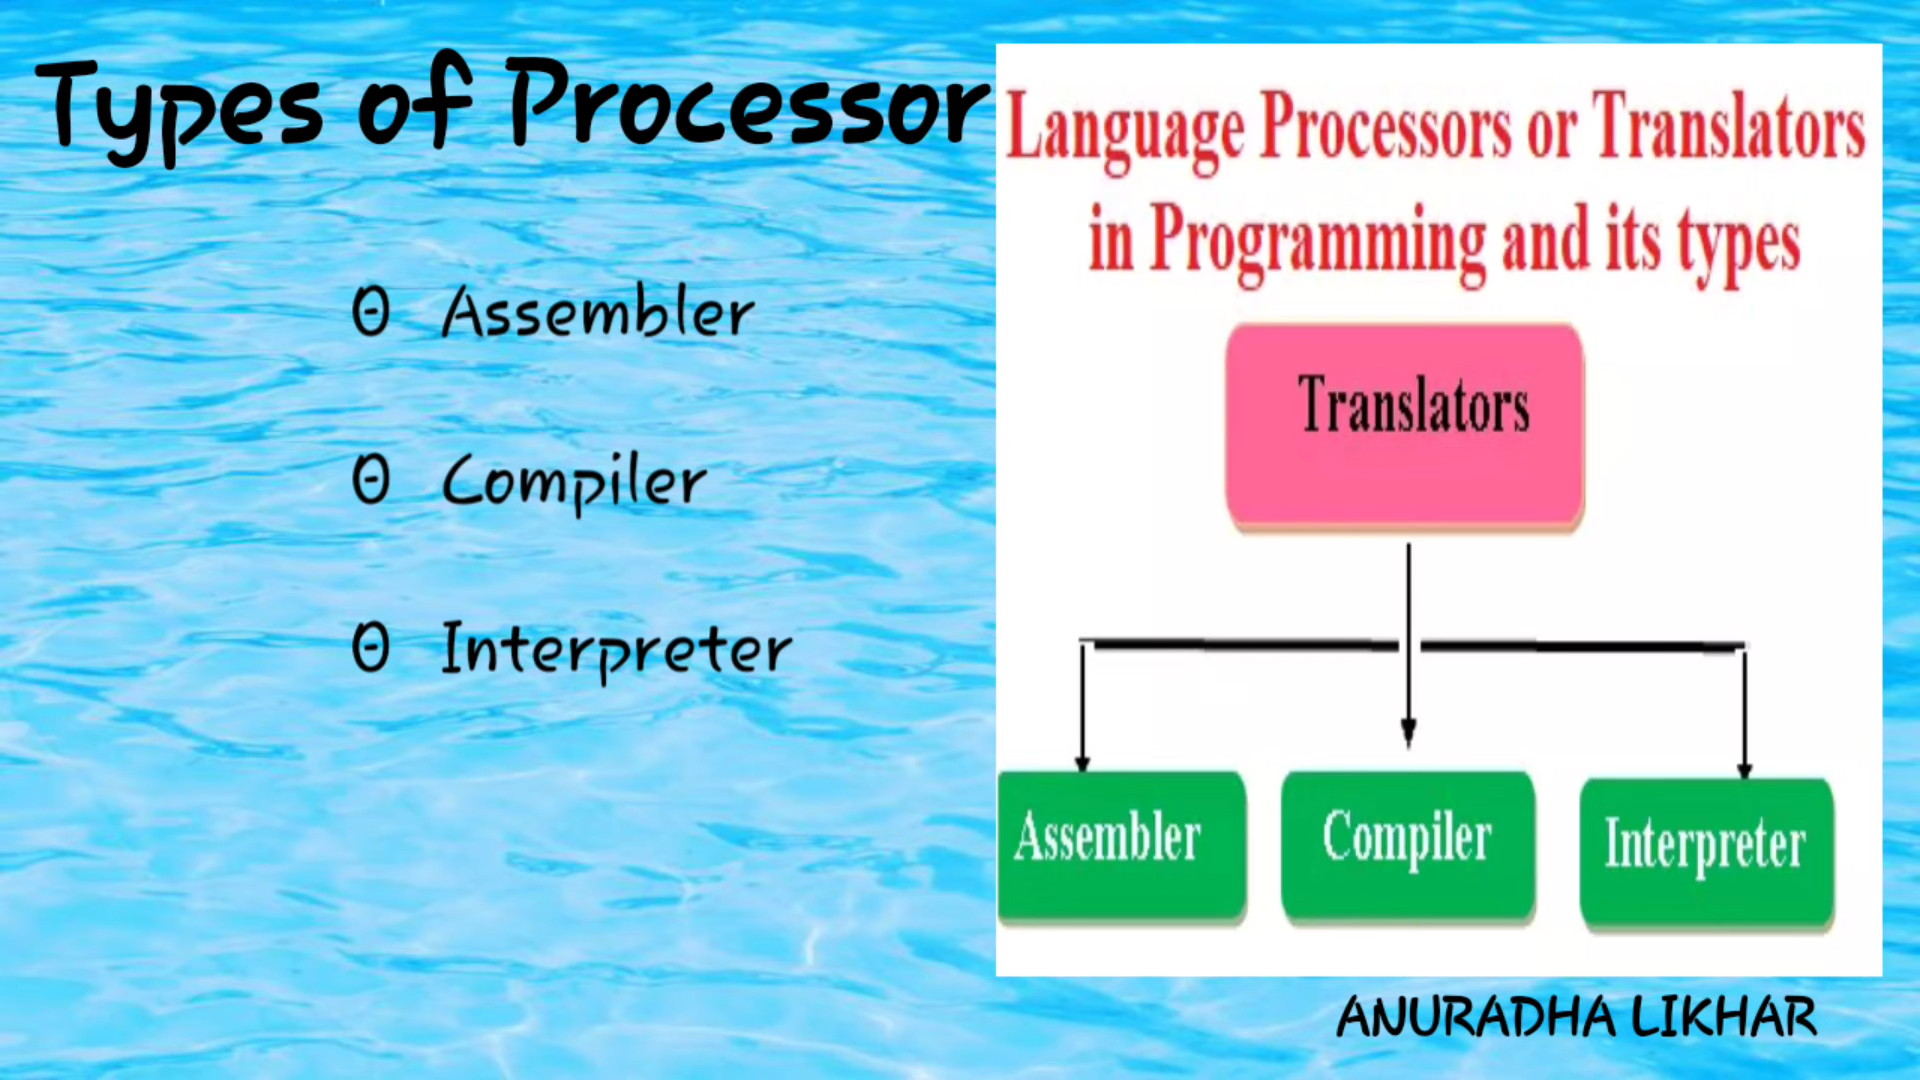 Types of Processor
ʘ Assembler
ʘ Compiler
ʘ Interpreter
Language Processors or Translators
in Programming and its types
Translators
Assembler
Compiler
Interpreter
ANURADHA LIKHAR